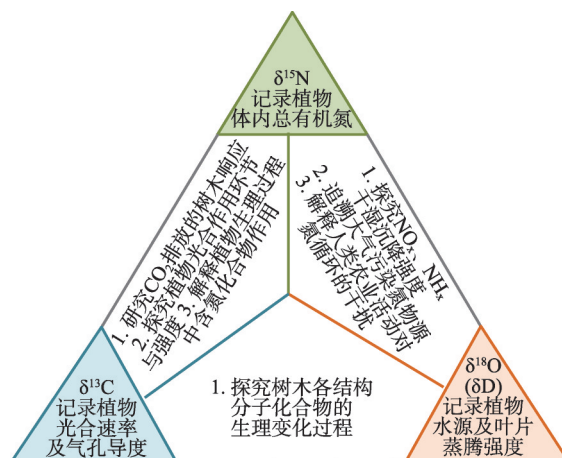 δ¹⁵N
记录植物
体内总有机氮
1. 研究CO₂排放的树木响应
2. 探究植物光合作用环节
与强度 3. 解释植物生理过程
中含氮化合物作用
1. 探究NOₓ、NHₓ
干湿沉降强度
2. 追溯大气污染氮物源
3. 解释人类农业活动对
氮循环的干扰
δ¹³C
记录植物
光合速率
及气孔导度
1. 探究树木各结构
分子化合物的
生理变化过程
δ¹⁸O
(δD)
记录植物
水源及叶片
蒸腾强度